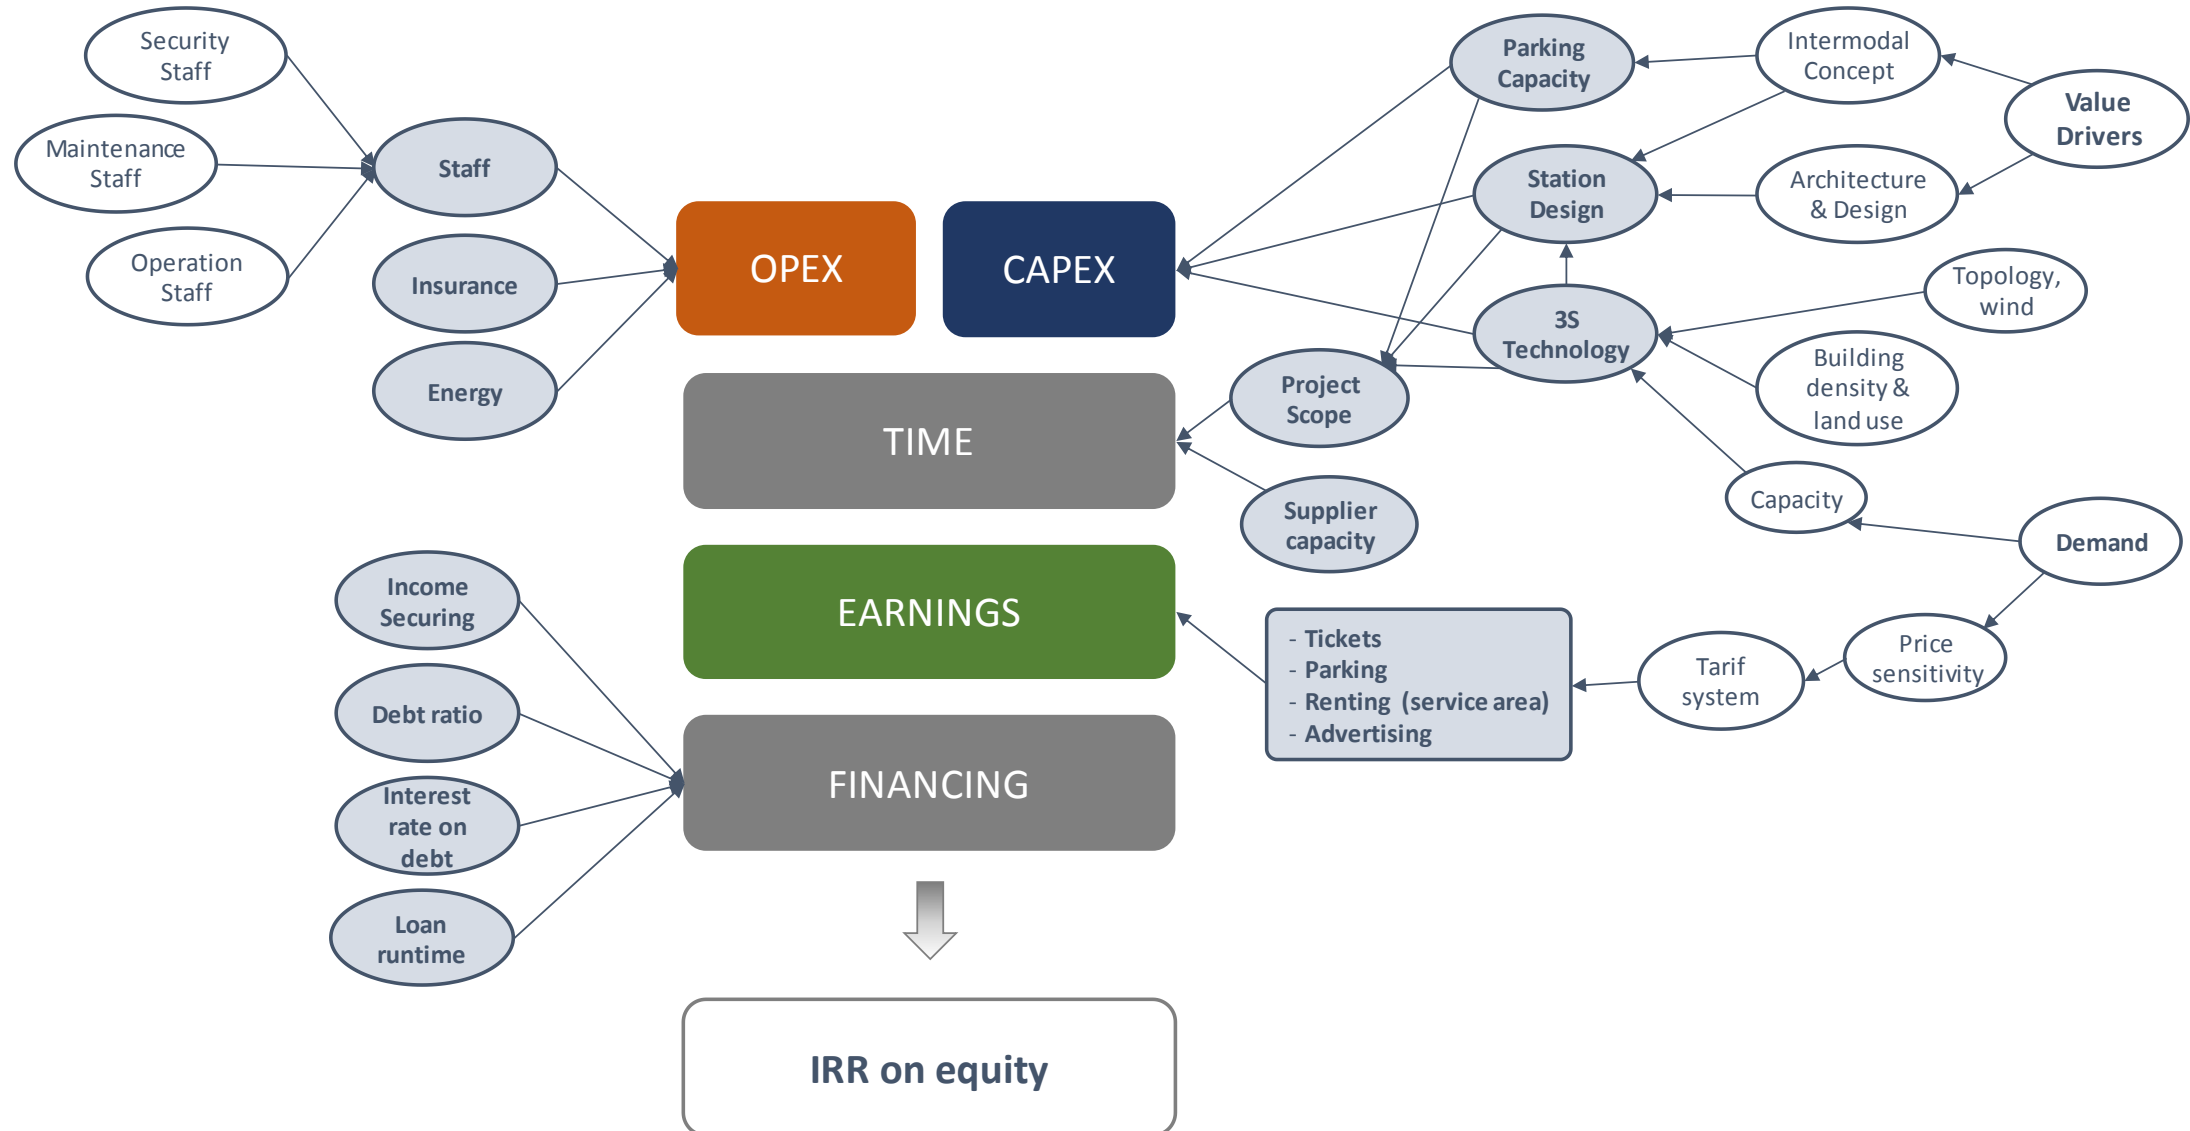 Security
Staff
Maintenance
Staff
Operation
Staff
Staff
Insurance
Energy
OPEX
CAPEX
TIME
EARNINGS
FINANCING
IRR on equity
Income
Securing
Debt ratio
Interest
rate on
debt
Loan
runtime
Parking
Capacity
Intermodal
Concept
Value
Drivers
Station
Design
Architecture
& Design
3S
Technology
Topology,
wind
Building
density &
land use
Project
Scope
Supplier
capacity
Capacity
Demand
- Tickets
- Parking
- Renting (service area)
- Advertising
Tarif
system
Price
sensitivity